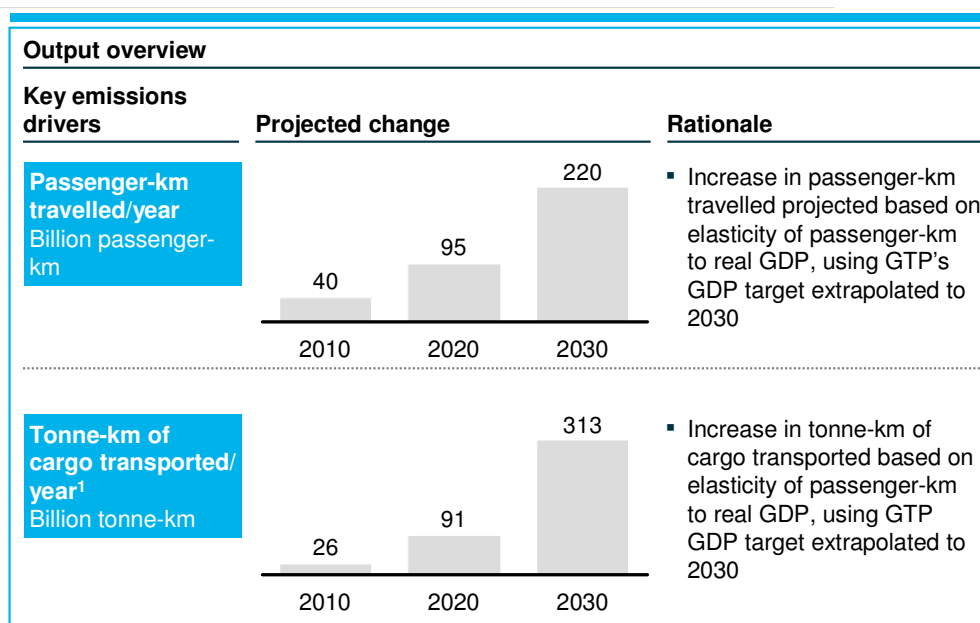 Output overview
Key emissions
drivers
Projected change
Rationale
Passenger-km
travelled/year
Billion passenger-
km
40
95
220
2010
2020
2030
▪ Increase in passenger-km
travelled projected based on
elasticity of passenger-km
to real GDP, using GTP’s
GDP target extrapolated to
2030
Tonne-km of
cargo transported/
year¹
Billion tonne-km
26
91
313
2010
2020
2030
▪ Increase in tonne-km of
cargo transported based on
elasticity of passenger-km
to real GDP, using GTP
GDP target extrapolated to
2030